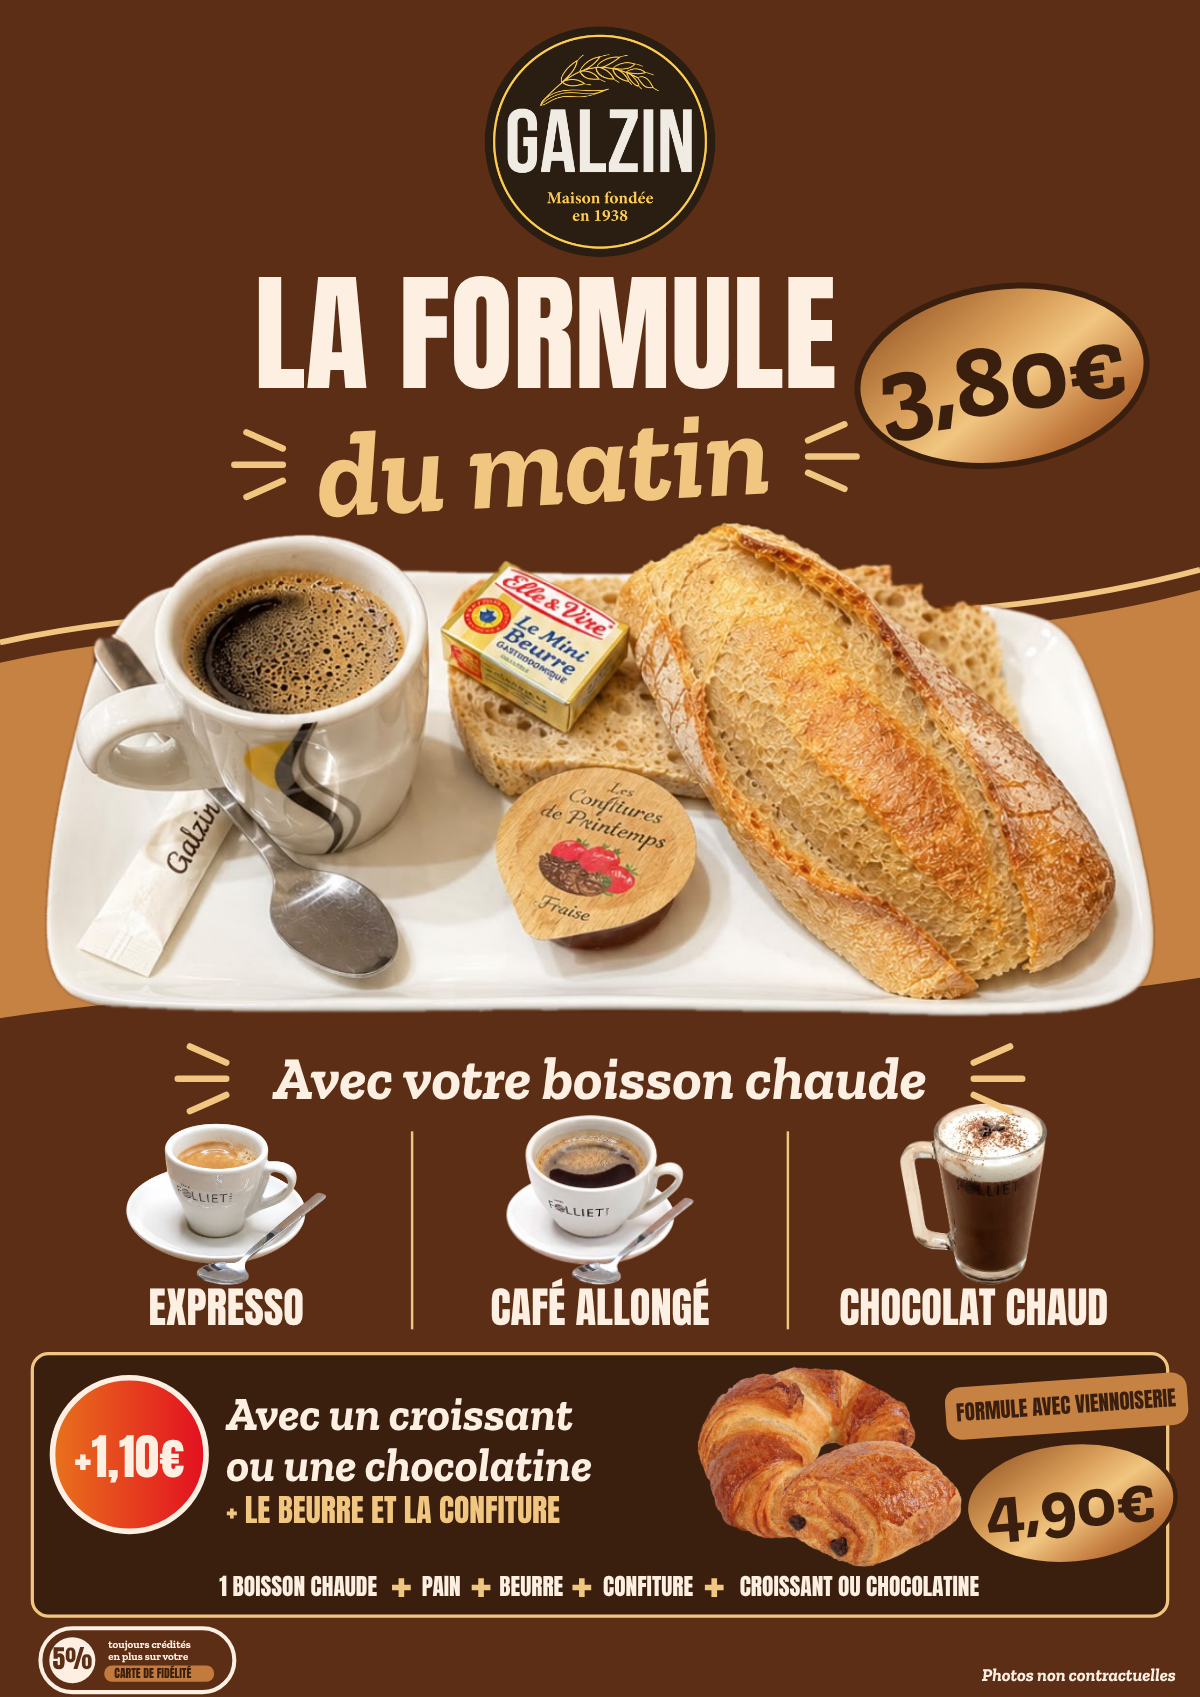 GALZIN
Maison fondée
en 1938
LA FORMULE
3,80€
du matin
Elle & Vire
Le Mini
Beurre
GASTRONOMIQUE
Les
Confitures
de Printemps
Fraise
Galzin
Avec votre boisson chaude
FOLLIET
FOLLIET
FOLLIET
EXPRESSO
CAFÉ ALLONGÉ
CHOCOLAT CHAUD
+1,10€
Avec un croissant
ou une chocolatine
+ LE BEURRE ET LA CONFITURE
FORMULE AVEC VIENNOISERIE
4,90€
1 BOISSON CHAUDE + PAIN + BEURRE + CONFITURE + CROISSANT OU CHOCOLATINE
5%
toujours crédités
en plus sur votre
CARTE DE FIDÉLITÉ
Photos non contractuelles